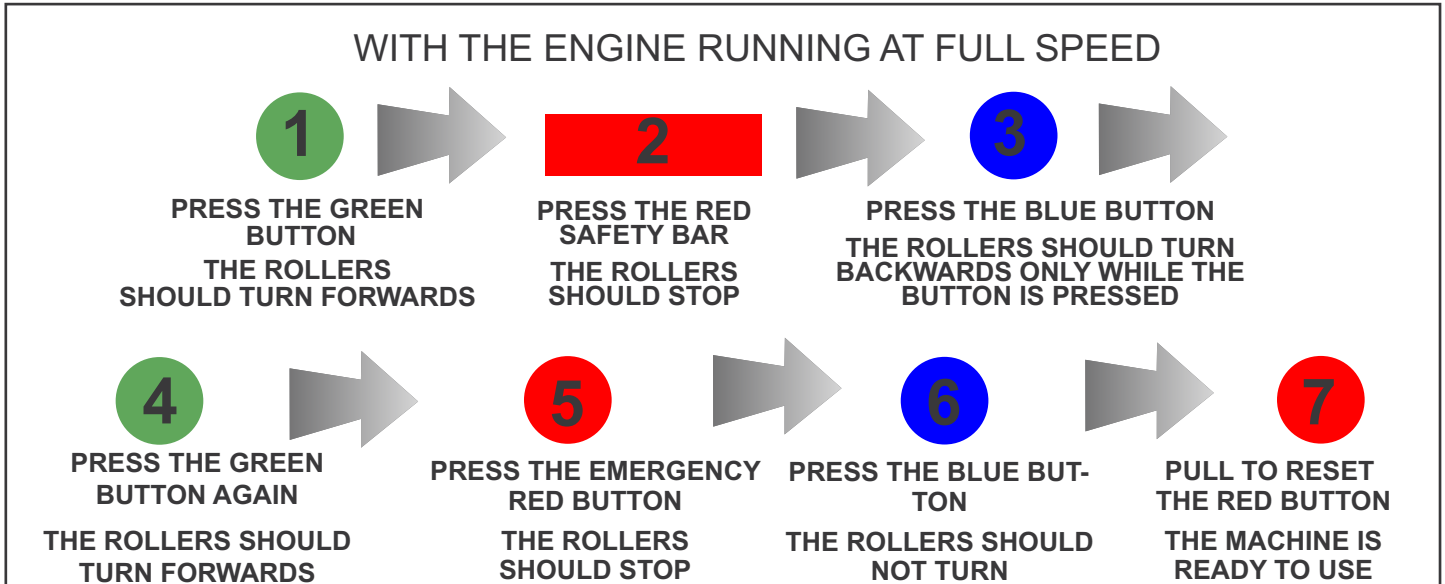 WITH THE ENGINE RUNNING AT FULL SPEED
1
PRESS THE GREEN
BUTTON
THE ROLLERS
SHOULD TURN FORWARDS
2
PRESS THE RED
SAFETY BAR
THE ROLLERS
SHOULD STOP
3
PRESS THE BLUE BUTTON
THE ROLLERS SHOULD TURN
BACKWARDS ONLY WHILE THE
BUTTON IS PRESSED
4
PRESS THE GREEN
BUTTON AGAIN
THE ROLLERS SHOULD
TURN FORWARDS
5
PRESS THE EMERGENCY
RED BUTTON
THE ROLLERS
SHOULD STOP
6
PRESS THE BLUE BUT-
TON
THE ROLLERS SHOULD
NOT TURN
7
PULL TO RESET
THE RED BUTTON
THE MACHINE IS
READY TO USE